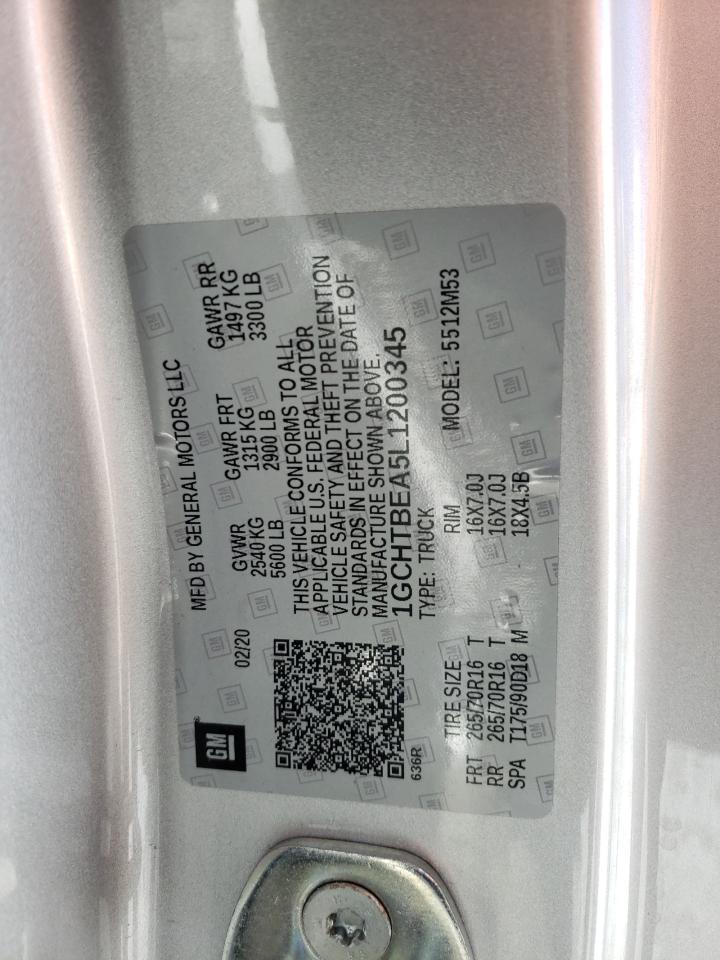 GM
MFD BY GENERAL MOTORS LLC
02/20
GVWR GAWR FRT GAWR RR
2540 KG 1315 KG 1497 KG
5600 LB 2900 LB 3300 LB
THIS VEHICLE CONFORMS TO ALL
APPLICABLE U.S. FEDERAL MOTOR
VEHICLE SAFETY AND THEFT PREVENTION
STANDARDS IN EFFECT ON THE DATE OF
MANUFACTURE SHOWN ABOVE.
1GCHTBEA5L1200345
636R
TYPE: TRUCK
MODEL: 5512M53
TIRE SIZE RIM
FRT 265/70R16 T 16X7.0J
RR 265/70R16 T 16X7.0J
SPA T175/90D18 M 18X4.5B